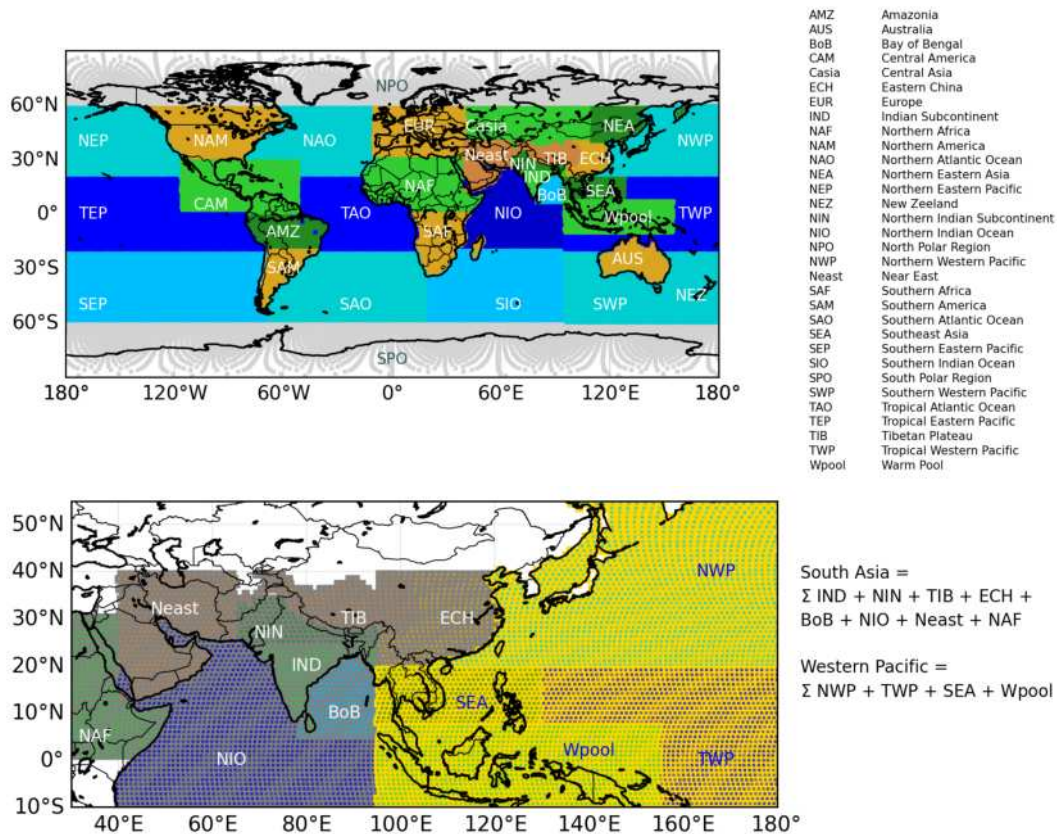 AMZ Amazonia
AUS Australia
BoB Bay of Bengal
CAM Central America
Casia Central Asia
ECH Eastern China
EUR Europe
IND Indian Subcontinent
NAF Northern Africa
NAM Northern America
NAO Northern Atlantic Ocean
NEA Northern Eastern Asia
NEP Northern Eastern Pacific
NEZ New Zeeland
NIN Northern Indian Subcontinent
NIO Northern Indian Ocean
NPO North Polar Region
NWP Northern Western Pacific
Neast Near East
SAF Southern Africa
SAM Southern America
SAO Southern Atlantic Ocean
SEA Southeast Asia
SEP Southern Eastern Pacific
SIO Southern Indian Ocean
SPO South Polar Region
SWP Southern Western Pacific
TAO Tropical Atlantic Ocean
TEP Tropical Eastern Pacific
TIB Tibetan Plateau
TWP Tropical Western Pacific
Wpool Warm Pool
NPO
60°N
EUR Casia NEA
NEP NAM NAO NWP
30°N
Neast NIN TIB ECH
NAF IND
BoB SEA
CAM
0°
TEP TAO NIO Wpool TWP
AMZ SAF
30°S
SAM AUS
SEP SAO SIO SWP NEZ
60°S
SPO
180° 120°W 60°W 0° 60°E 120°E 180°
50°N
40°N
NWP
30°N
Neast NIN TIB ECH
20°N
IND
10°N
BoB SEA
NAF
0°
NIO Wpool TWP
10°S
40°E 60°E 80°E 100°E 120°E 140°E 160°E 180°
South Asia =
Σ IND + NIN + TIB + ECH +
BoB + NIO + Neast + NAF
Western Pacific =
Σ NWP + TWP + SEA + Wpool